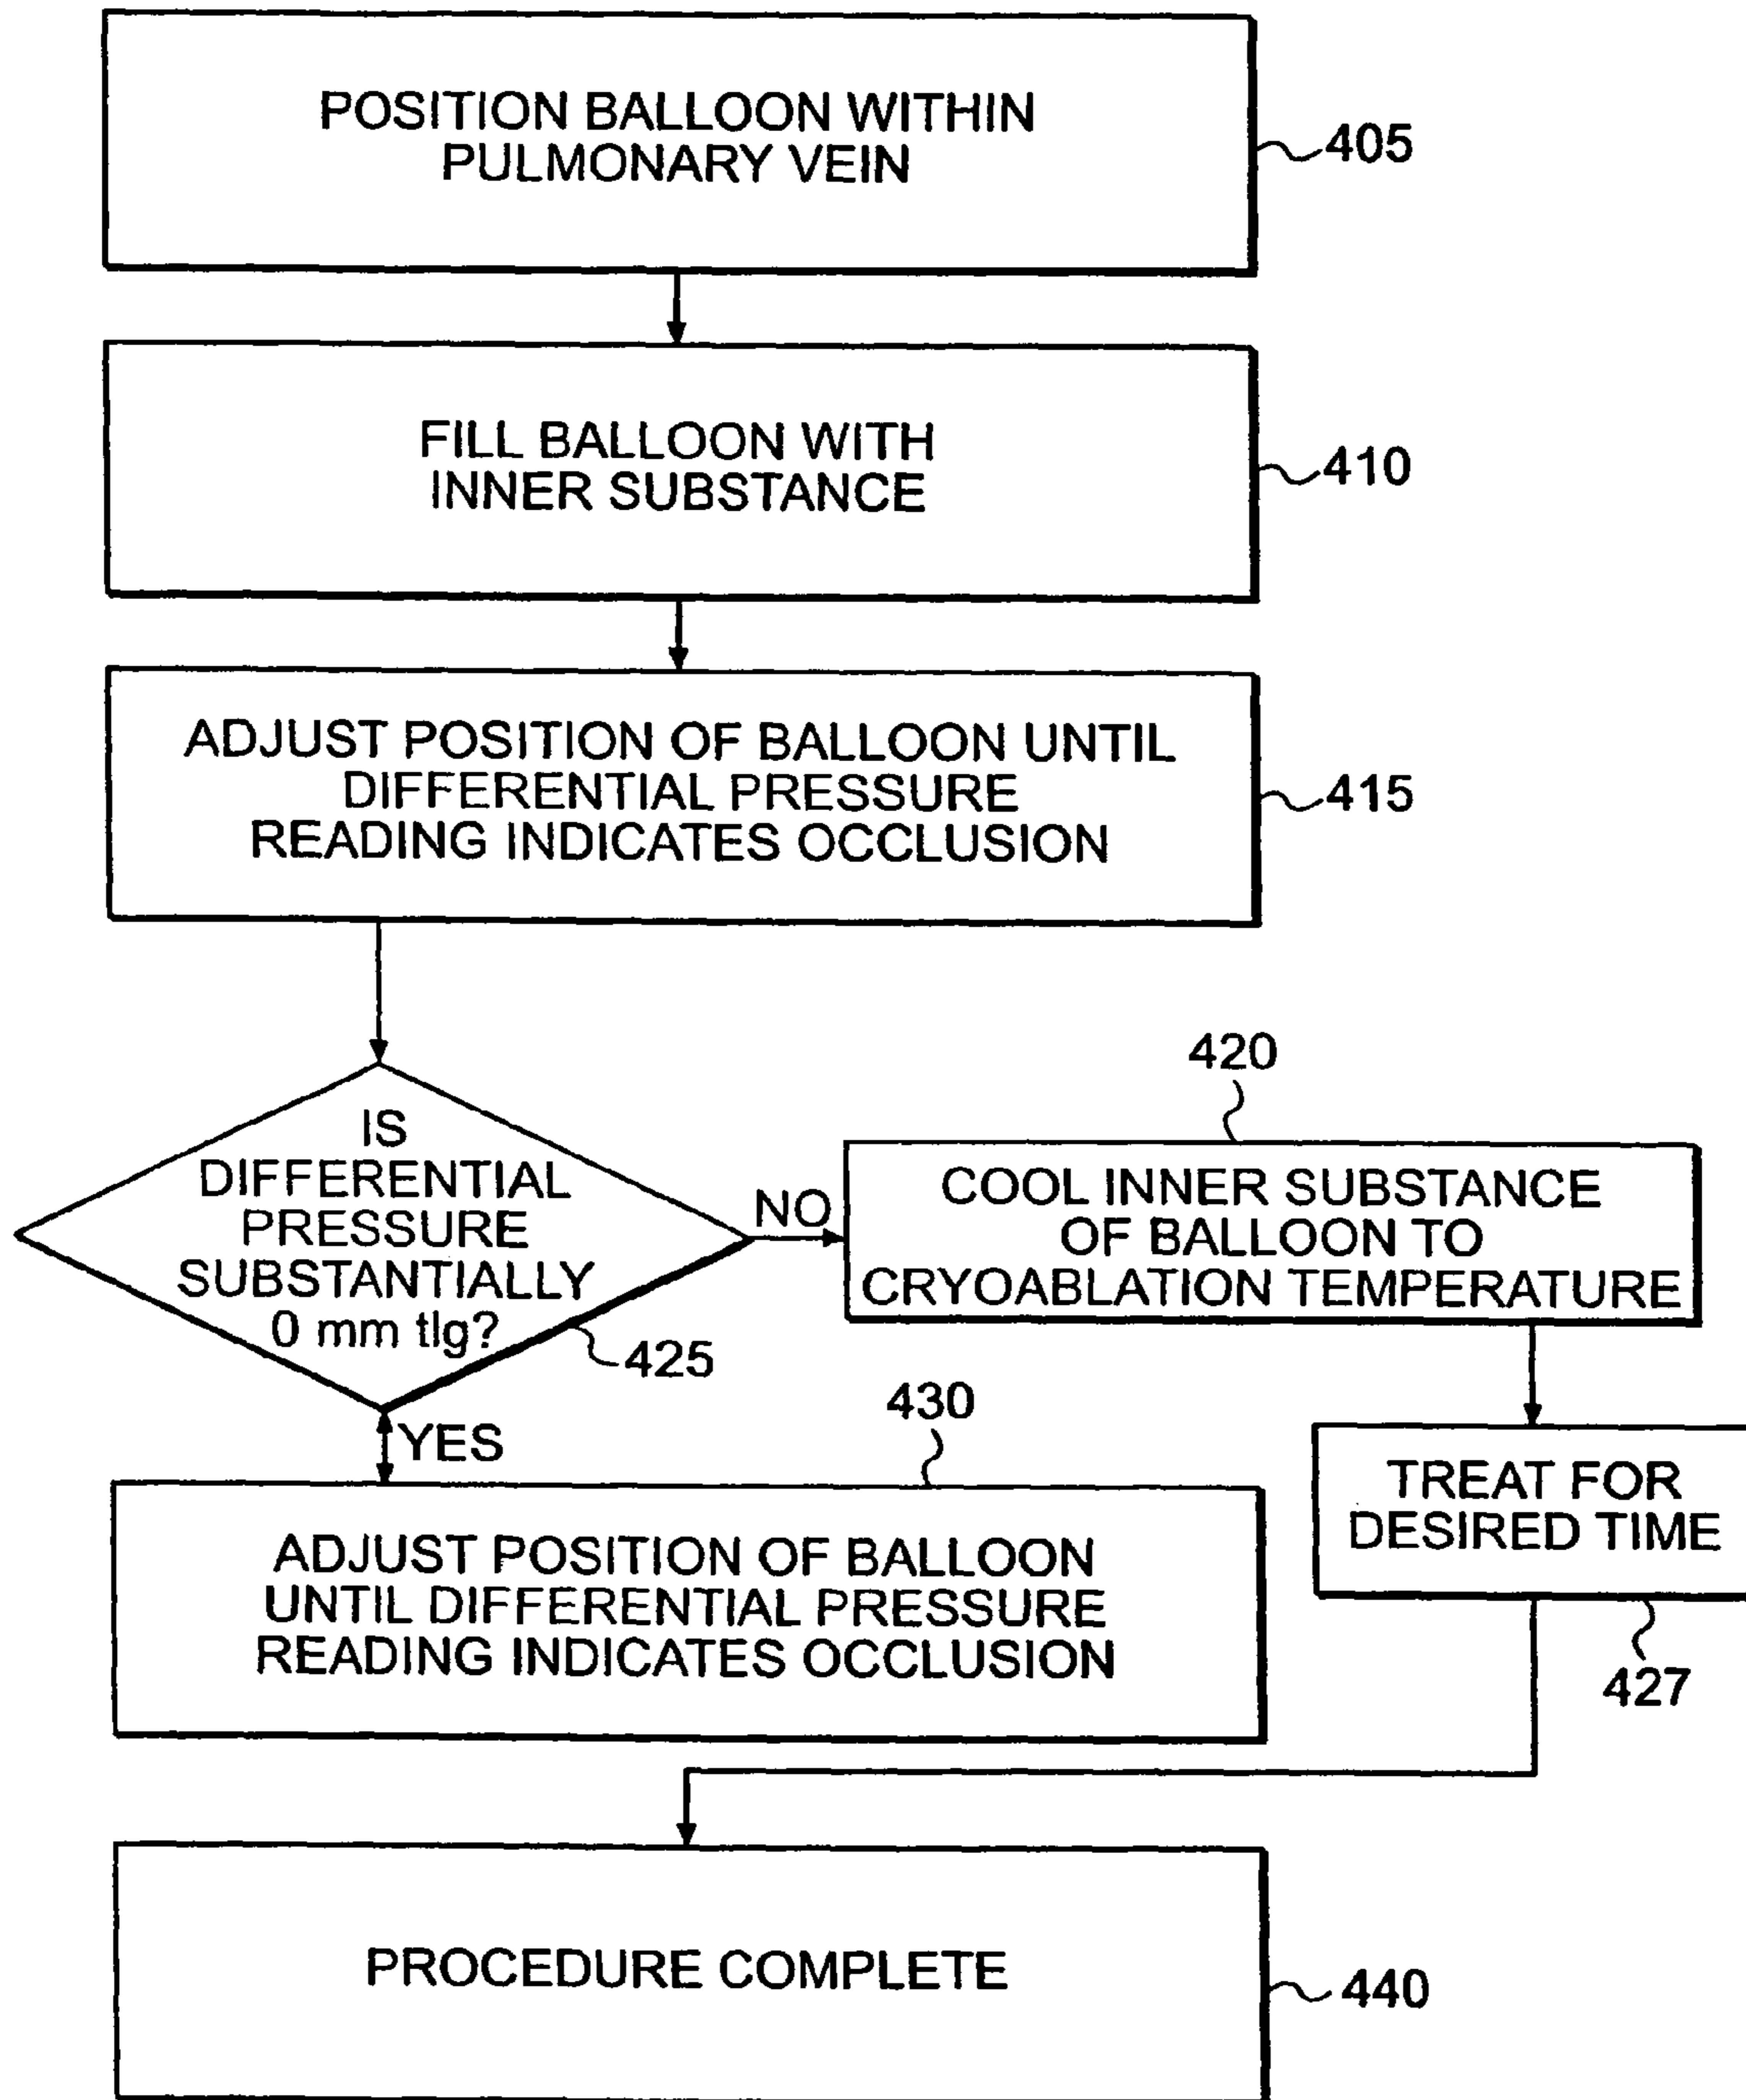 POSITION BALLOON WITHIN
PULMONARY VEIN
405
FILL BALLOON WITH
INNER SUBSTANCE
410
ADJUST POSITION OF BALLOON UNTIL
DIFFERENTIAL PRESSURE
READING INDICATES OCCLUSION
415
IS
DIFFERENTIAL
PRESSURE
SUBSTANTIALLY
0 mm tlg?
425
NO
420
COOL INNER SUBSTANCE
OF BALLOON TO
CRYOABLATION TEMPERATURE
YES
430
ADJUST POSITION OF BALLOON
UNTIL DIFFERENTIAL PRESSURE
READING INDICATES OCCLUSION
TREAT FOR
DESIRED TIME
427
PROCEDURE COMPLETE
440